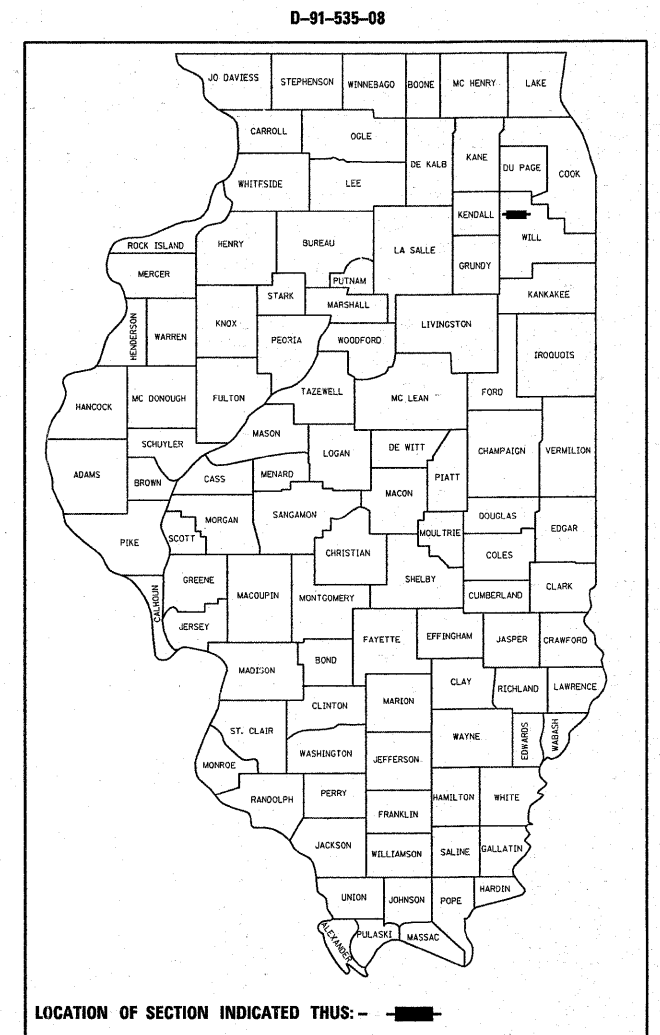 D-91-535-08
JO DAVIESS
STEPHENSON
WINNEBAGO
BOONE
MC HENRY
LAKE
CARROLL
OGLE
DE KALB
KANE
DU PAGE
COOK
WHITFSIDE
LEE
KENDALL
WILL
ROCK ISLAND
HENRY
BUREAU
LA SALLE
GRUNDY
MERCER
PUTNAM
STARK
MARSHALL
KANKAKEE
HENDERSON
WARREN
KNOX
PEORIA
WOODFORD
LIVINGSTON
IROQUOIS
HANCOCK
MC DONOUGH
FULTON
TAZEWELL
MC LEAN
FORD
MASON
SCHUYLER
LOGAN
DE WITT
CHAMPAIGN
VERMILION
ADAMS
BROWN
CASS
MENARD
PIATT
MACON
MORGAN
SANGAMON
DOUGLAS
EDGAR
PIKE
SCOTT
CHRISTIAN
MOULTRIE
COLES
SHELBY
GREENE
MACOUPIN
MONTGOMERY
CUMBERLAND
CLARK
CALHOUN
JERSEY
FAYETTE
EFFINGHAM
JASPER
CRAWFORD
MADISON
BOND
CLAY
RICHLAND
LAWRENCE
CLINTON
MARION
ST. CLAIR
WAYNE
EDWARDS
WABASH
WASHINGTON
JEFFERSON
MONROE
RANDOLPH
PERRY
HAMILTON
WHITE
FRANKLIN
JACKSON
WILLIAMSON
SALINE
GALLATIN
UNION
JOHNSON
POPE
HARDIN
ALEXANDER
PULASKI
MASSAC
LOCATION OF SECTION INDICATED THUS: -